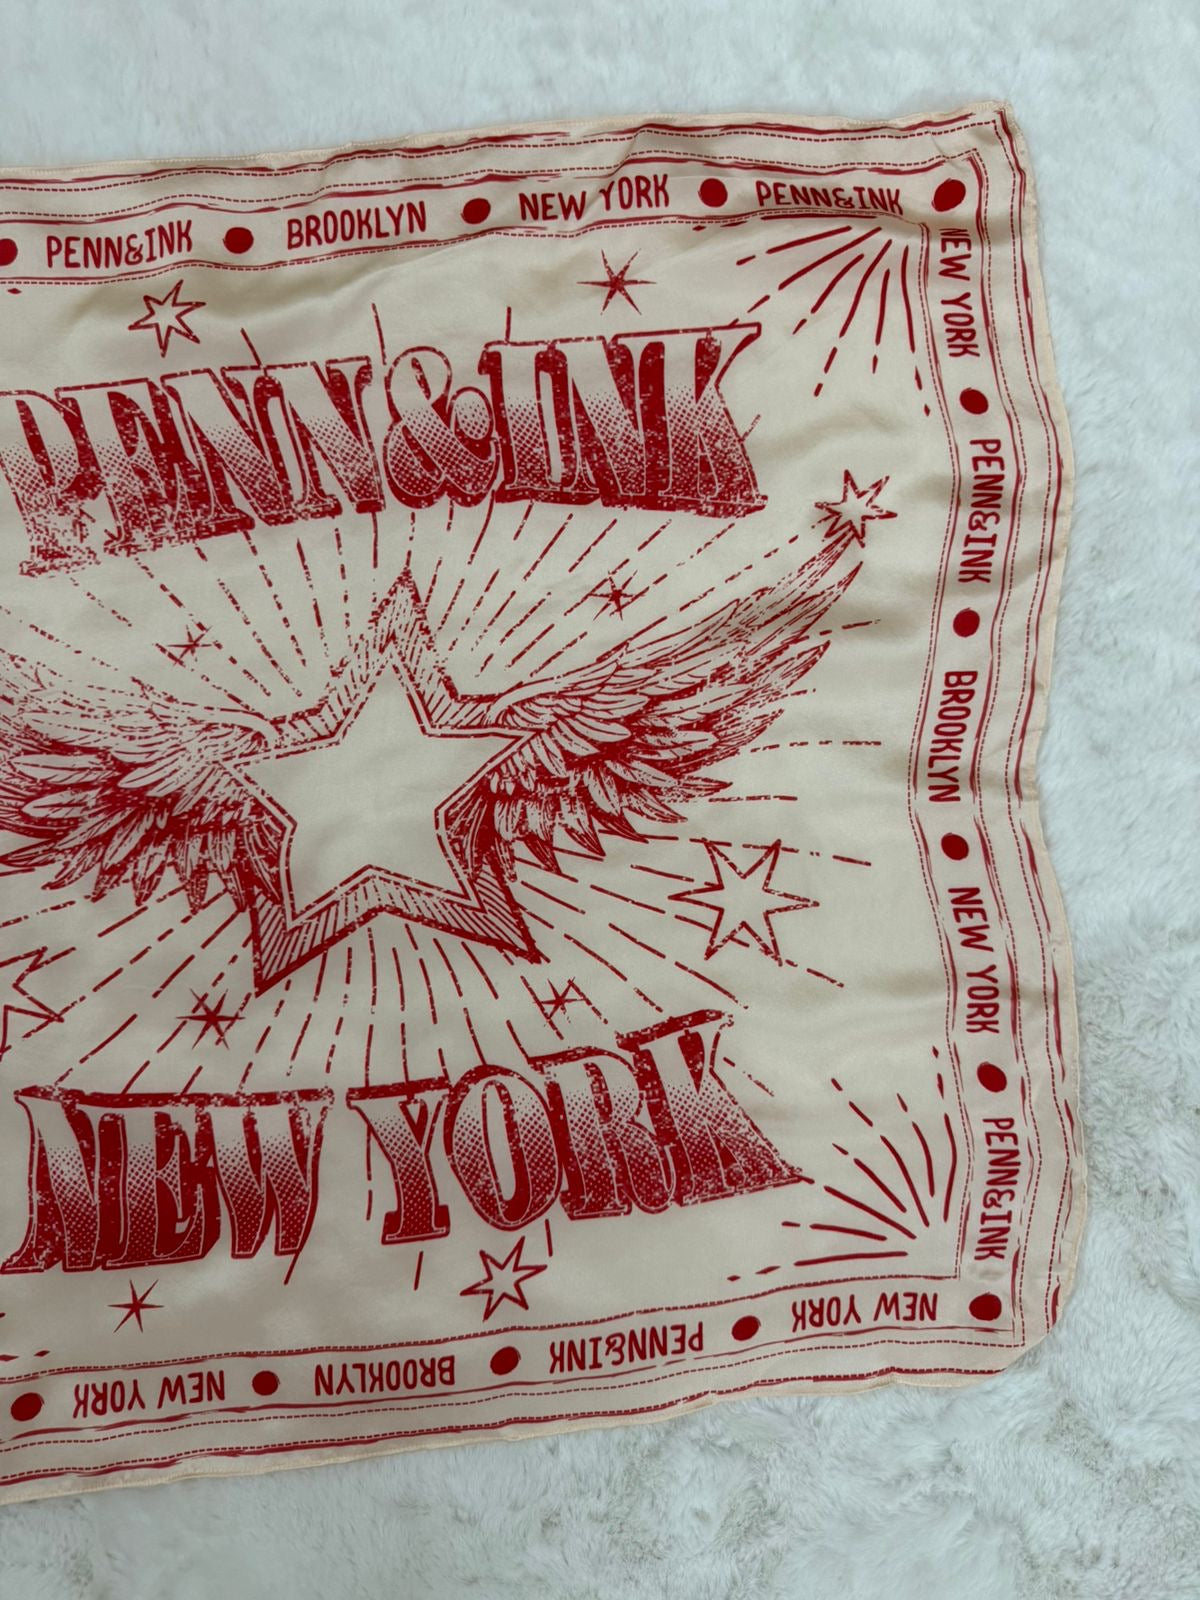 PENN&INK ● BROOKLYN ● NEW YORK ● PENN&INK ●
PENN&INK
NEW YORK
NEW YORK ● PENN&INK ● BROOKLYN ● NEW YORK ● PENN&INK ●
NEW YORK ● PENN&INK ● BROOKLYN ● NEW YORK ●